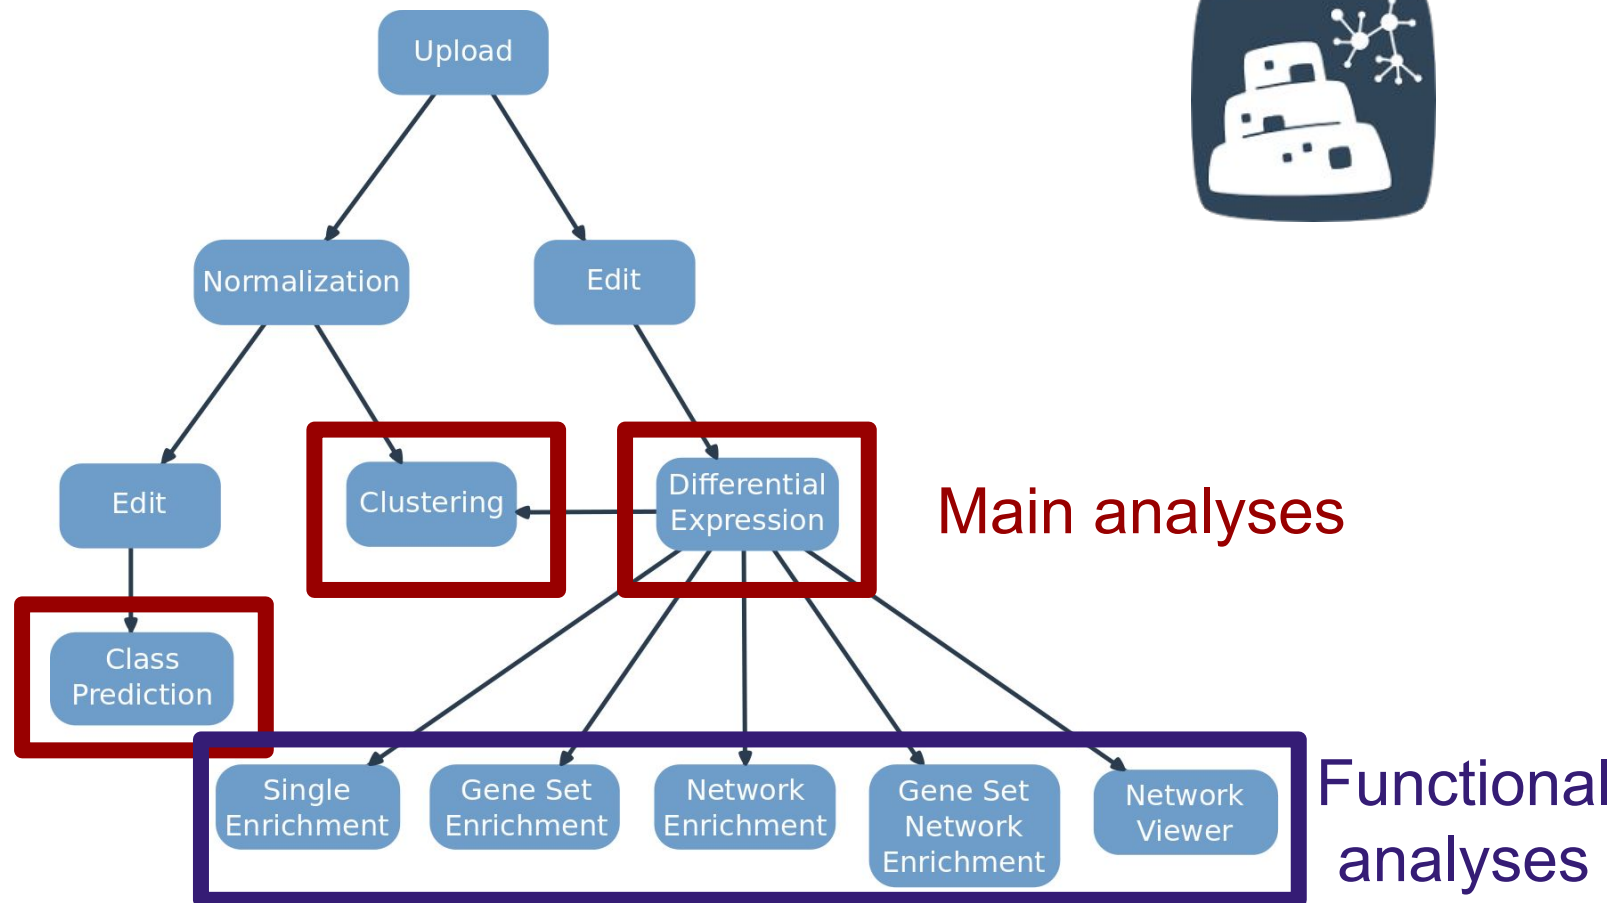 Upload
Normalization
Edit
Edit
Clustering
Differential
Expression
Main analyses
Class
Prediction
Single
Enrichment
Gene Set
Enrichment
Network
Enrichment
Gene Set
Network
Enrichment
Network
Viewer
Functional
analyses